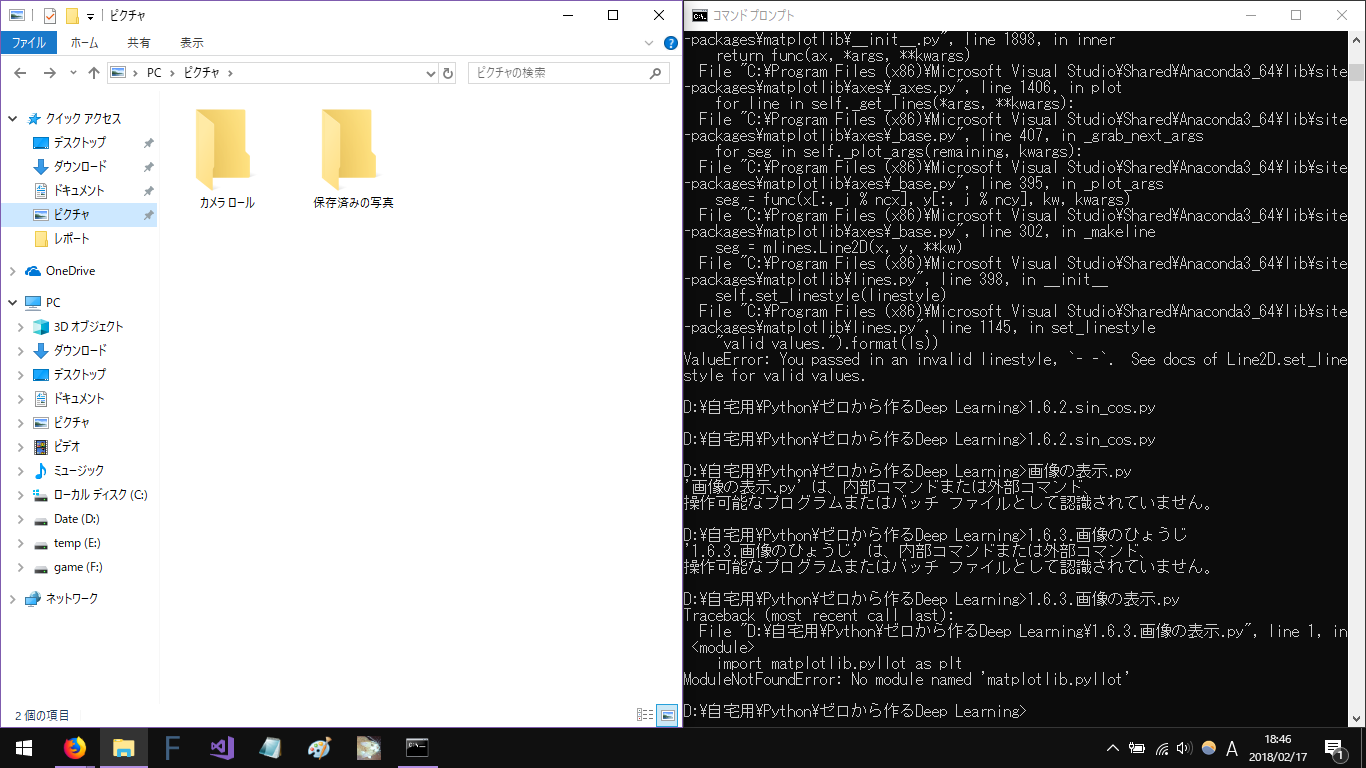 ピクチャ
ファイル ホーム 共有 表示
PC ピクチャ
ピクチャの検索
クイック アクセス
デスクトップ
ダウンロード
ドキュメント
ピクチャ
レポート
OneDrive
PC
3D オブジェクト
ダウンロード
デスクトップ
ドキュメント
ピクチャ
ビデオ
ミュージック
ローカル ディスク (C:)
Date (D:)
temp (E:)
game (F:)
ネットワーク
カメラ ロール
保存済みの写真
2 個の項目
コマンド プロンプト
-packages¥matplotlib¥__init__.py", line 1898, in inner
return func(ax, *args, **kwargs)
File "C:¥Program Files (x86)¥Microsoft Visual Studio¥Shared¥Anaconda3_64¥lib¥site
-packages¥matplotlib¥axes¥_axes.py", line 1406, in plot
for line in self._get_lines(*args, **kwargs):
File "C:¥Program Files (x86)¥Microsoft Visual Studio¥Shared¥Anaconda3_64¥lib¥site
-packages¥matplotlib¥axes¥_base.py", line 407, in _grab_next_args
for seg in self._plot_args(remaining, kwargs):
File "C:¥Program Files (x86)¥Microsoft Visual Studio¥Shared¥Anaconda3_64¥lib¥site
-packages¥matplotlib¥axes¥_base.py", line 395, in _plot_args
seg = func(x[:, j % ncx], y[:, j % ncy], kw, kwargs)
File "C:¥Program Files (x86)¥Microsoft Visual Studio¥Shared¥Anaconda3_64¥lib¥site
-packages¥matplotlib¥axes¥_base.py", line 302, in _makeline
seg = mlines.Line2D(x, y, **kw)
File "C:¥Program Files (x86)¥Microsoft Visual Studio¥Shared¥Anaconda3_64¥lib¥site
-packages¥matplotlib¥lines.py", line 398, in __init__
self.set_linestyle(linestyle)
File "C:¥Program Files (x86)¥Microsoft Visual Studio¥Shared¥Anaconda3_64¥lib¥site
-packages¥matplotlib¥lines.py", line 1145, in set_linestyle
"valid values.").format(ls))
ValueError: You passed in an invalid linestyle, `- -`.  See docs of Line2D.set_line
style for valid values.
D:¥自宅用¥Python¥ゼロから作るDeep Learning>1.6.2.sin_cos.py
D:¥自宅用¥Python¥ゼロから作るDeep Learning>1.6.2.sin_cos.py
D:¥自宅用¥Python¥ゼロから作るDeep Learning>画像の表示.py
'画像の表示.py' は、内部コマンドまたは外部コマンド、
操作可能なプログラムまたはバッチ ファイルとして認識されていません。
D:¥自宅用¥Python¥ゼロから作るDeep Learning>1.6.3.画像のひょうじ
'1.6.3.画像のひょうじ' は、内部コマンドまたは外部コマンド、
操作可能なプログラムまたはバッチ ファイルとして認識されていません。
D:¥自宅用¥Python¥ゼロから作るDeep Learning>1.6.3.画像の表示.py
Traceback (most recent call last):
File "D:¥自宅用¥Python¥ゼロから作るDeep Learning¥1.6.3.画像の表示.py", line 1, in
<module>
import matplotlib.pyllot as plt
ModuleNotFoundError: No module named 'matplotlib.pyllot'
D:¥自宅用¥Python¥ゼロから作るDeep Learning>
A
18:46
2018/02/17
1